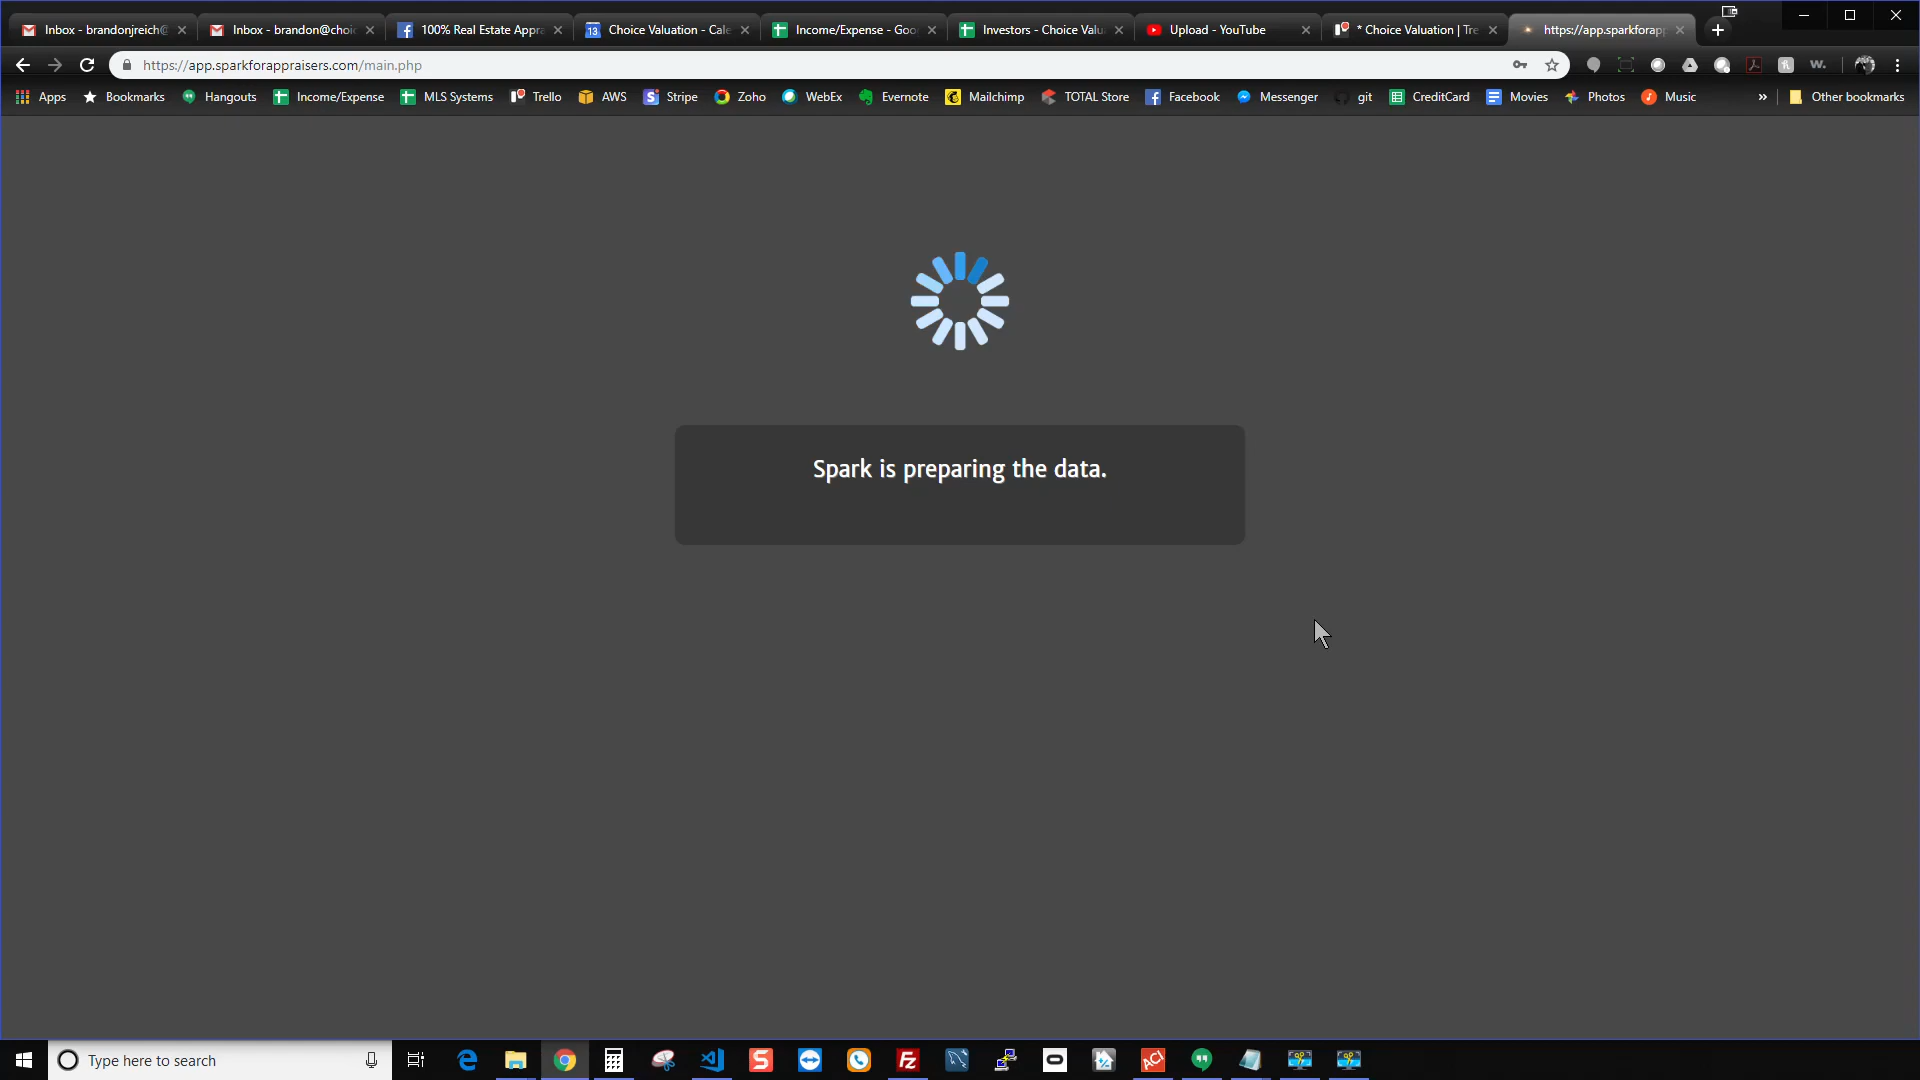 Inbox - brandonjreich@
Inbox - brandon@choi
100% Real Estate Appra
Choice Valuation - Cale
Income/Expense - Goo
Investors - Choice Valu
Upload - YouTube
* Choice Valuation | Tre
https://app.sparkforapp
https://app.sparkforappraisers.com/main.php
Apps
Bookmarks
Hangouts
Income/Expense
MLS Systems
Trello
AWS
Stripe
Zoho
WebEx
Evernote
Mailchimp
TOTAL Store
Facebook
Messenger
git
CreditCard
Movies
Photos
Music
»
Other bookmarks
Spark is preparing the data.
Type here to search